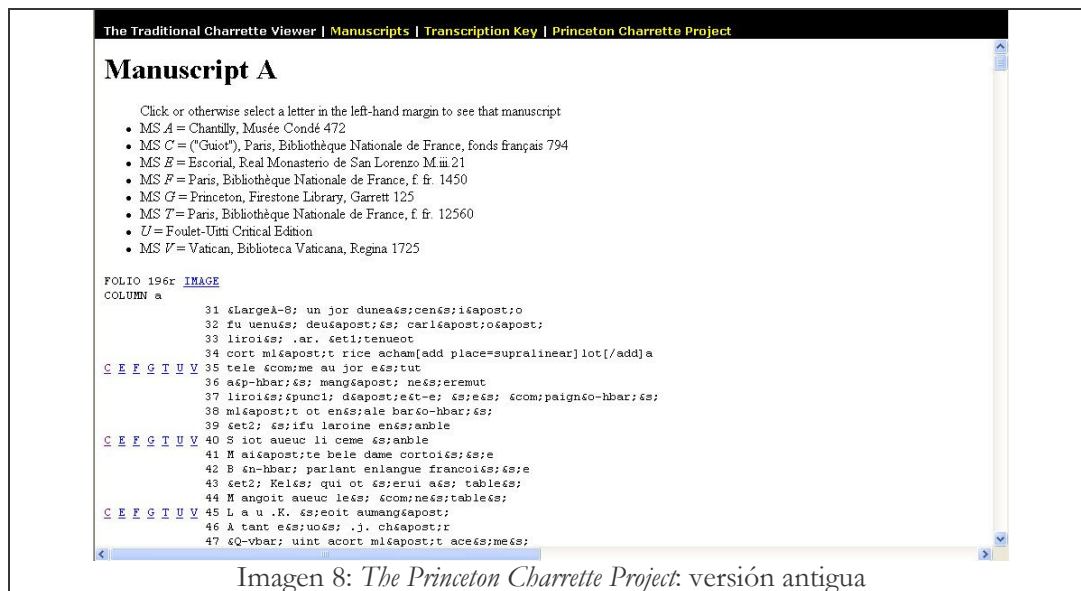 The Traditional Charrette Viewer | Manuscripts | Transcription Key | Princeton Charrette Project
Manuscript A
Click or otherwise select a letter in the left-hand margin to see that manuscript
• MS A = Chantilly, Musée Condé 472
• MS C = ("Guiot"), Paris, Bibliothèque Nationale de France, fonds français 794
• MS E = Escorial, Real Monasterio de San Lorenzo M.iii.21
• MS F = Paris, Bibliothèque Nationale de France, f. fr. 1450
• MS G = Princeton, Firestone Library, Garrett 125
• MS T = Paris, Bibliothèque Nationale de France, f. fr. 12560
• U = Foulet-Uitti Critical Edition
• MS V = Vatican, Biblioteca Vaticana, Regina 1725
FOLIO 196r IMAGE
COLUMN a
31 &LargeA-8; un jor dunea&s;cen&s;i&apost;o
32 fu uenu&s; deu&apost;&s; carl&apost;o&apost;
33 liroi&s; .ar. &et1;tenueot
34 cort ml&apost;t rice acham[add place=supralinear]lot[/add]a
C E F G T U V 35 tele &com;me au jor e&s;tut
36 a&p-hbar;&s; mang&apost; ne&s;eremut
37 liroi&s;&punc1; d&apost;e&t-e; &s;e&s; &com;paign&o-hbar;&s;
38 ml&apost;t ot en&s;ale bar&o-hbar;&s;
39 &et2; &s;ifu laroine en&s;anble
C E F G T U V 40 S iot aueuc li ceme &s;anble
41 M ai&apost;te bele dame cortoi&s;&s;e
42 B &n-hbar; parlant enlangue francoi&s;&s;e
43 &et2; Kel&s; qui ot &s;erui a&s; table&s;
44 M angoit aueuc le&s; &com;ne&s;table&s;
C E F G T U V 45 L a u .K. &s;eoit aumang&apost;
46 A tant e&s;uo&s; .j. ch&apost;r
47 &Q-vbar; uint acort ml&apost;t ace&s;me&s;
Imagen 8: The Princeton Charrette Project: versión antigua